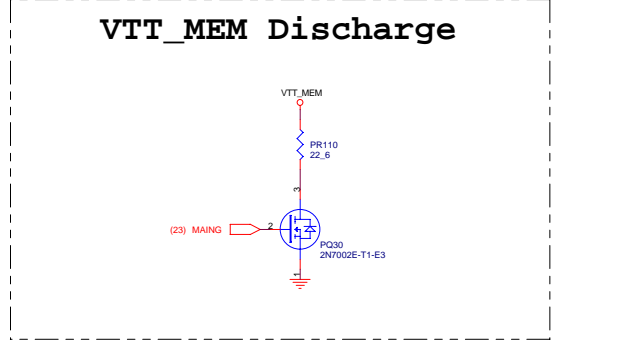 VTT_MEM Discharge
VTT_MEM
PR110
22_6
3
(23) MAING
2
PQ30
2N7002E-T1-E3
1